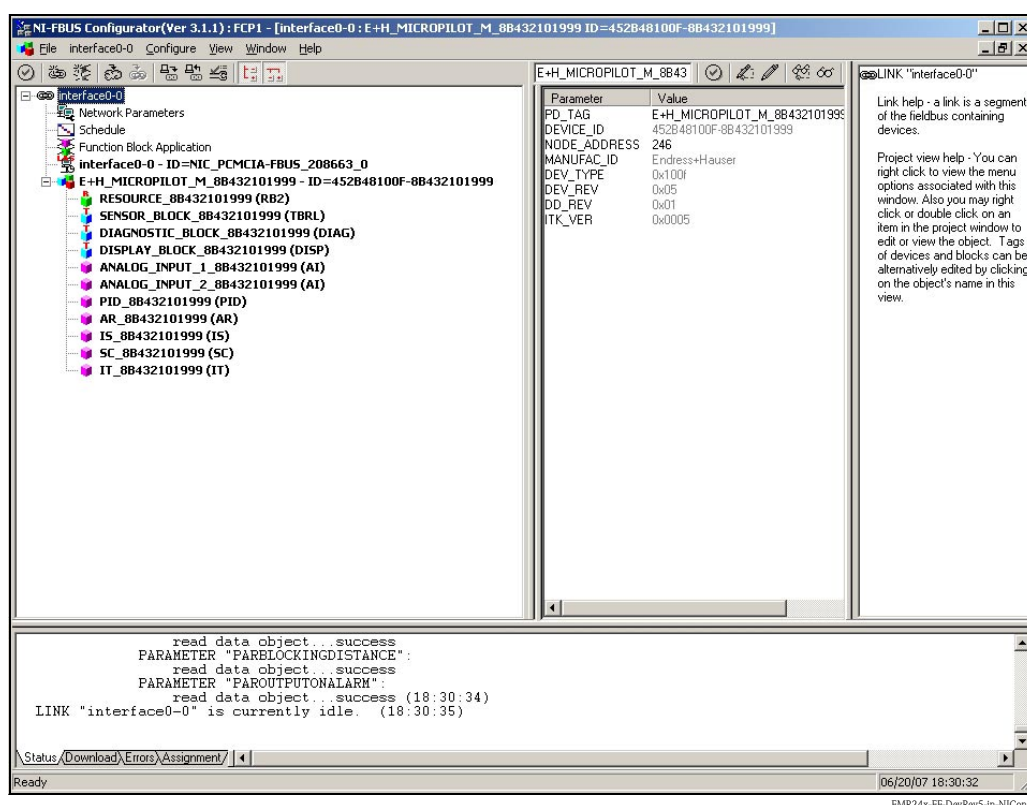 NI-FBUS Configurator(Ver 3.1.1) : FCP1 - [interface0-0 : E+H_MICROPILOT_M_8B432101999 ID=452B48100F-8B432101999]
File interface0-0 Configure View Window Help
E+H_MICROPILOT_M_8B43
interface0-0
Network Parameters
Schedule
Function Block Application
interface0-0 - ID=NIC_PCMCIA-FBUS_208663_0
E+H_MICROPILOT_M_8B432101999 - ID=452B48100F-8B432101999
RESOURCE_8B432101999 (RB2)
SENSOR_BLOCK_8B432101999 (TBRL)
DIAGNOSTIC_BLOCK_8B432101999 (DIAG)
DISPLAY_BLOCK_8B432101999 (DISP)
ANALOG_INPUT_1_8B432101999 (AI)
ANALOG_INPUT_2_8B432101999 (AI)
PID_8B432101999 (PID)
AR_8B432101999 (AR)
IS_8B432101999 (IS)
SC_8B432101999 (SC)
IT_8B432101999 (IT)
Parameter Value
PD_TAG E+H_MICROPILOT_M_8B432101999
DEVICE_ID 452B48100F-8B432101999
NODE_ADDRESS 246
MANUFAC_ID Endress+Hauser
DEV_TYPE 0x100f
DEV_REV 0x05
DD_REV 0x01
ITK_VER 0x0005
LINK "interface0-0"
Link help - a link is a segment
of the fieldbus containing
devices.
Project view help - You can
right click to view the menu
options associated with this
window. Also you may right
click or double click on an
item in the project window to
edit or view the object. Tags
of devices and blocks can be
alternatively edited by clicking
on the object's name in this
view.
read data object...success
PARAMETER "PARBLOCKINGDISTANCE":
read data object...success
PARAMETER "PAROUTPUTONALARM":
read data object...success (18:30:34)
LINK "interface0-0" is currently idle. (18:30:35)
Status Download Errors Assignment
Ready 06/20/07 18:30:32